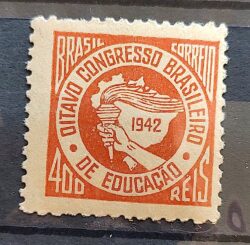 BRASIL CORREIO
OITAVO CONGRESSO BRASILEIRO
1942
DE EDUCAÇÃO
400 REIS